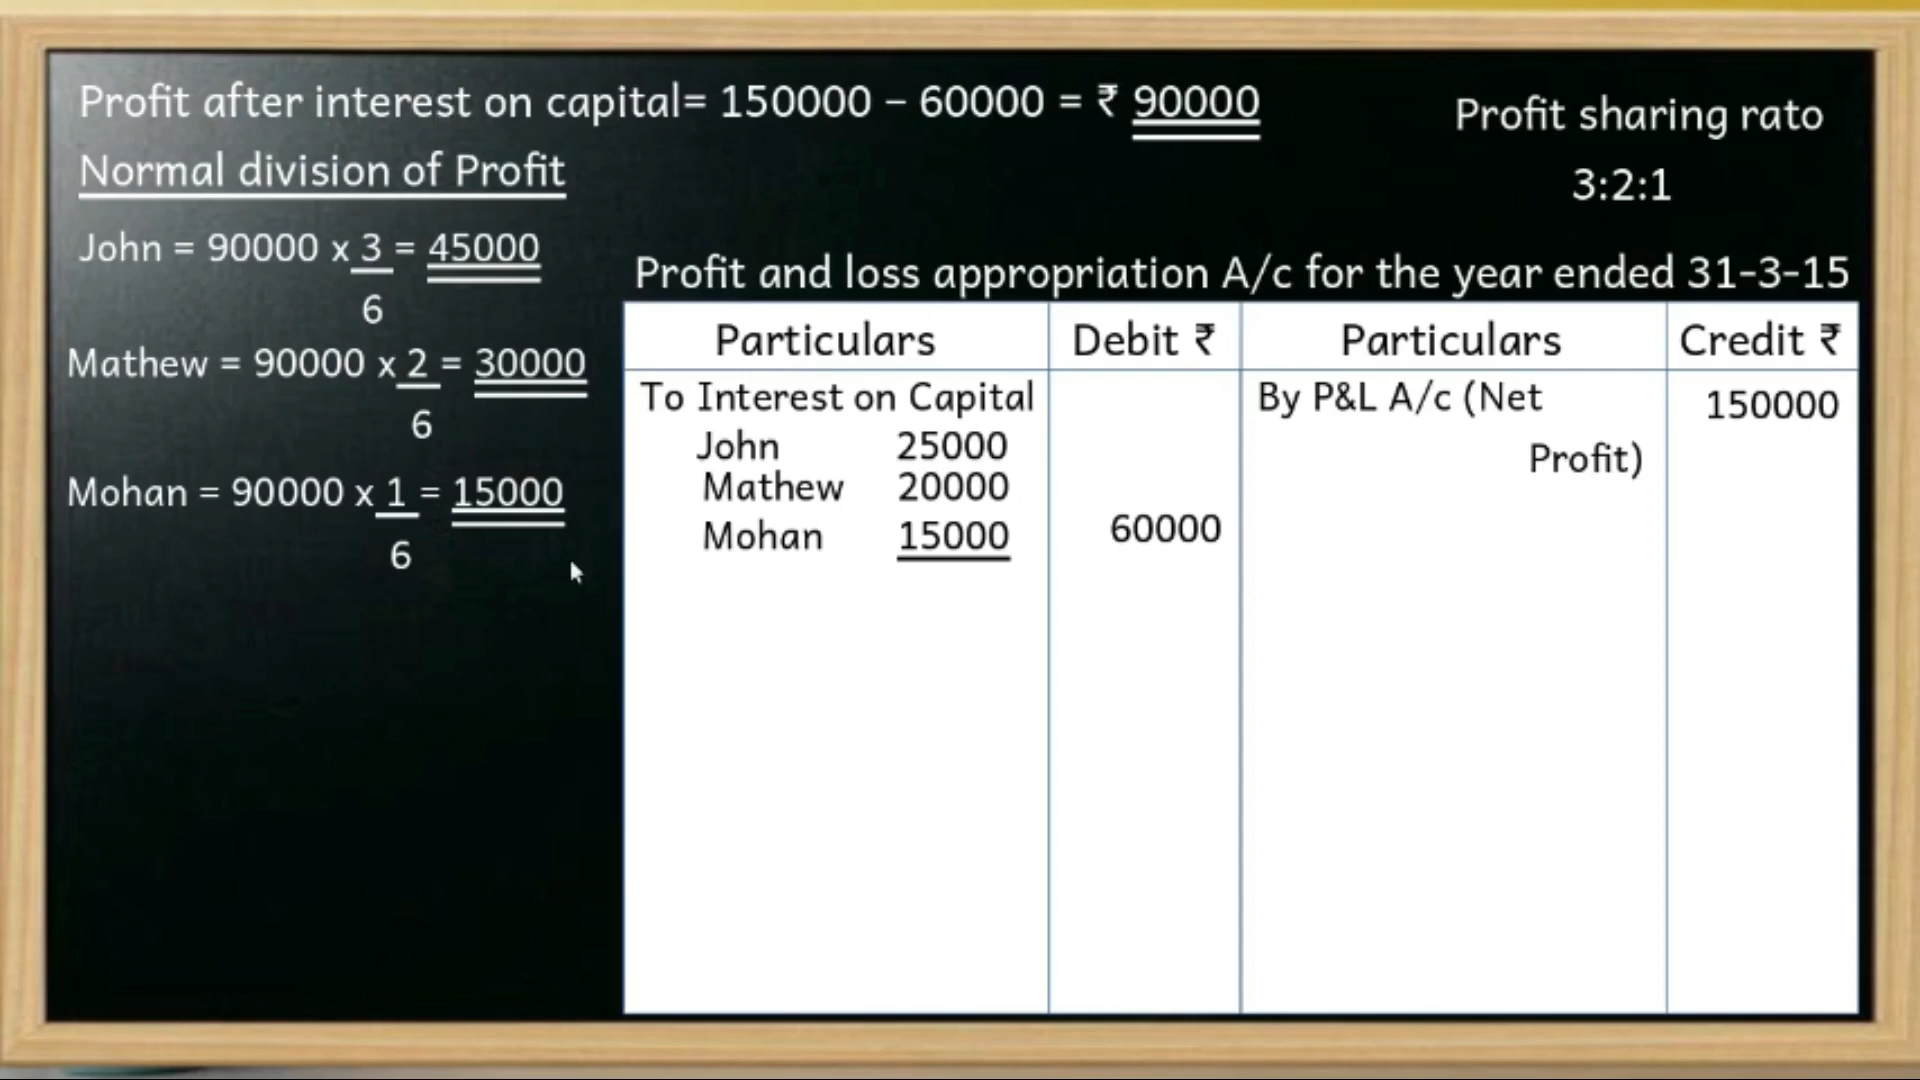 Profit after interest on capital= 150000 – 60000 = ₹ 90000
Profit sharing rato
3:2:1
Normal division of Profit
John = 90000 x 3 = 45000
6
Mathew = 90000 x 2 = 30000
6
Mohan = 90000 x 1 = 15000
6
Profit and loss appropriation A/c for the year ended 31-3-15
Particulars Debit ₹ Particulars Credit ₹
To Interest on Capital By P&L A/c (Net 150000
John 25000 Profit)
Mathew 20000
Mohan 15000 60000